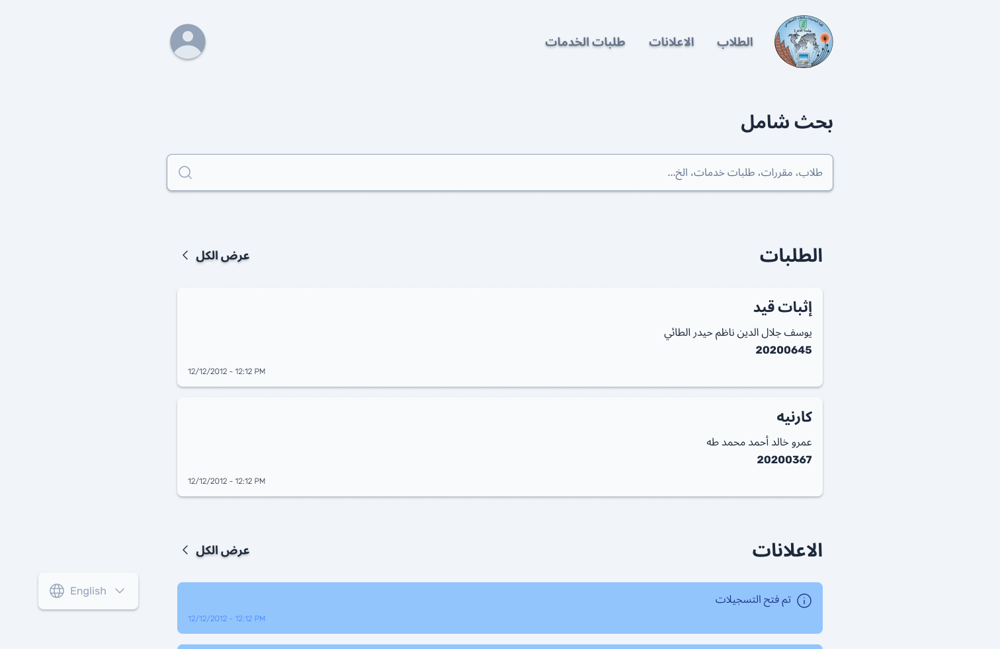 الطلاب
الاعلانات
طلبات الخدمات
بحث شامل
طلاب، مقررات، طلبات خدمات، الخ...
الطلبات
عرض الكل
إثبات قيد
يوسف جلال الدين ناظم حيدر الطائي
20200645
12/12/2012 - 12:12 PM
كارنيه
عمرو خالد أحمد محمد طه
20200367
12/12/2012 - 12:12 PM
الاعلانات
عرض الكل
تم فتح التسجيلات
12/12/2012 - 12:12 PM
English